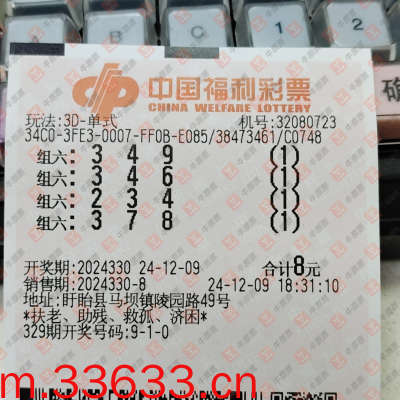 B
1
2
中国福利彩票
CHINA WELFARE LOTTERY
玩法:3D-单式 机号:32080723
34C0-3FE3-0007-FF0B-E085/38473461/C0748
组六: 3 4 9 (1)
组六: 3 4 6 (1)
组六: 2 3 4 (1)
组六: 3 7 8 (1)
开奖期:2024330 24-12-09 合计8元
销售期:2024330-8 24-12-09 18:31:10
地址:盱眙县马坝镇陵园路49号
*扶老、助残、救孤、济困*
329期开奖号码:9-1-0
m.33633.cn